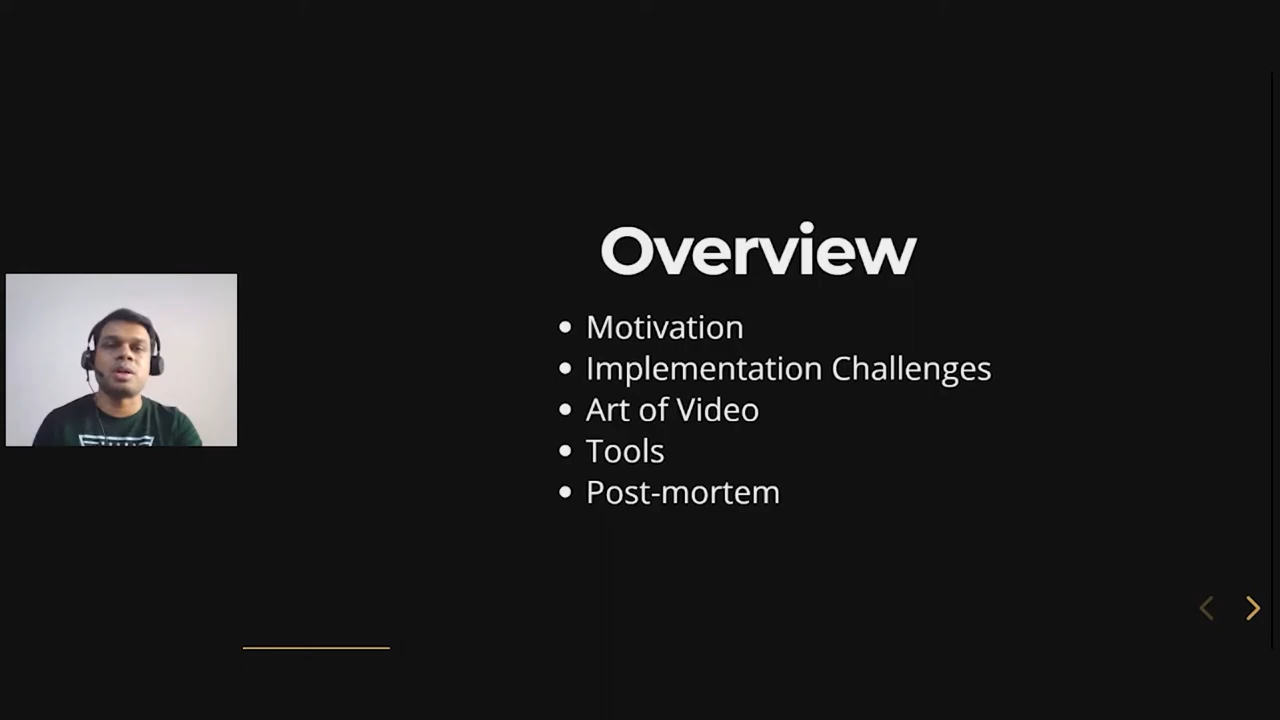 Overview
Motivation
Implementation Challenges
Art of Video
Tools
Post-mortem